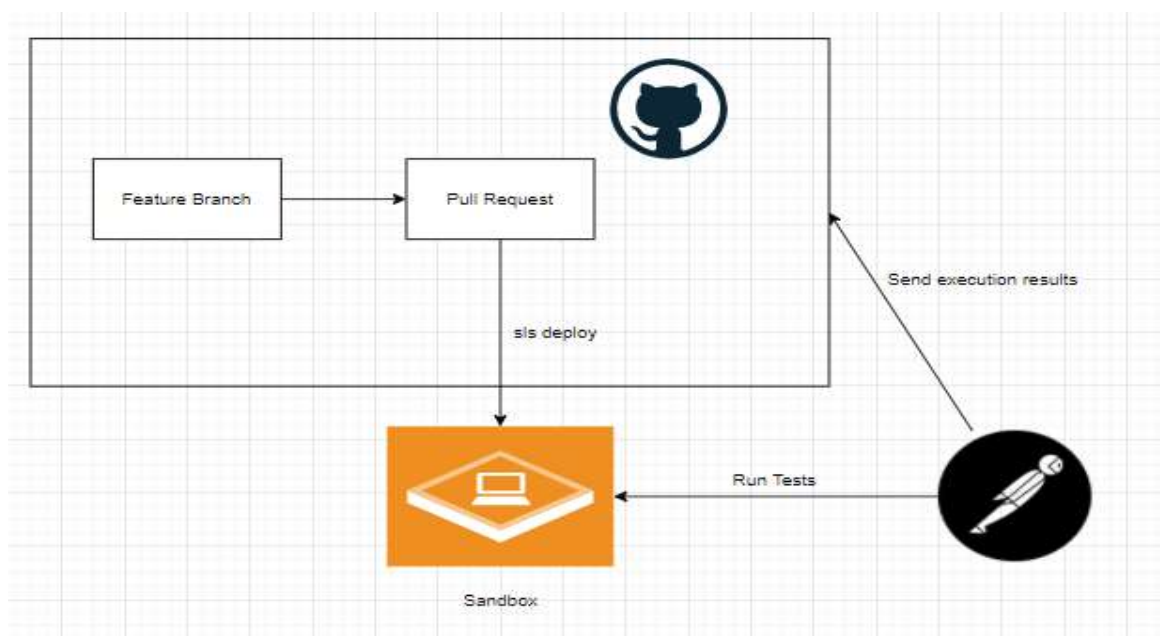 Feature Branch
Pull Request
Send execution results
sls deploy
Run Tests
Sandbox